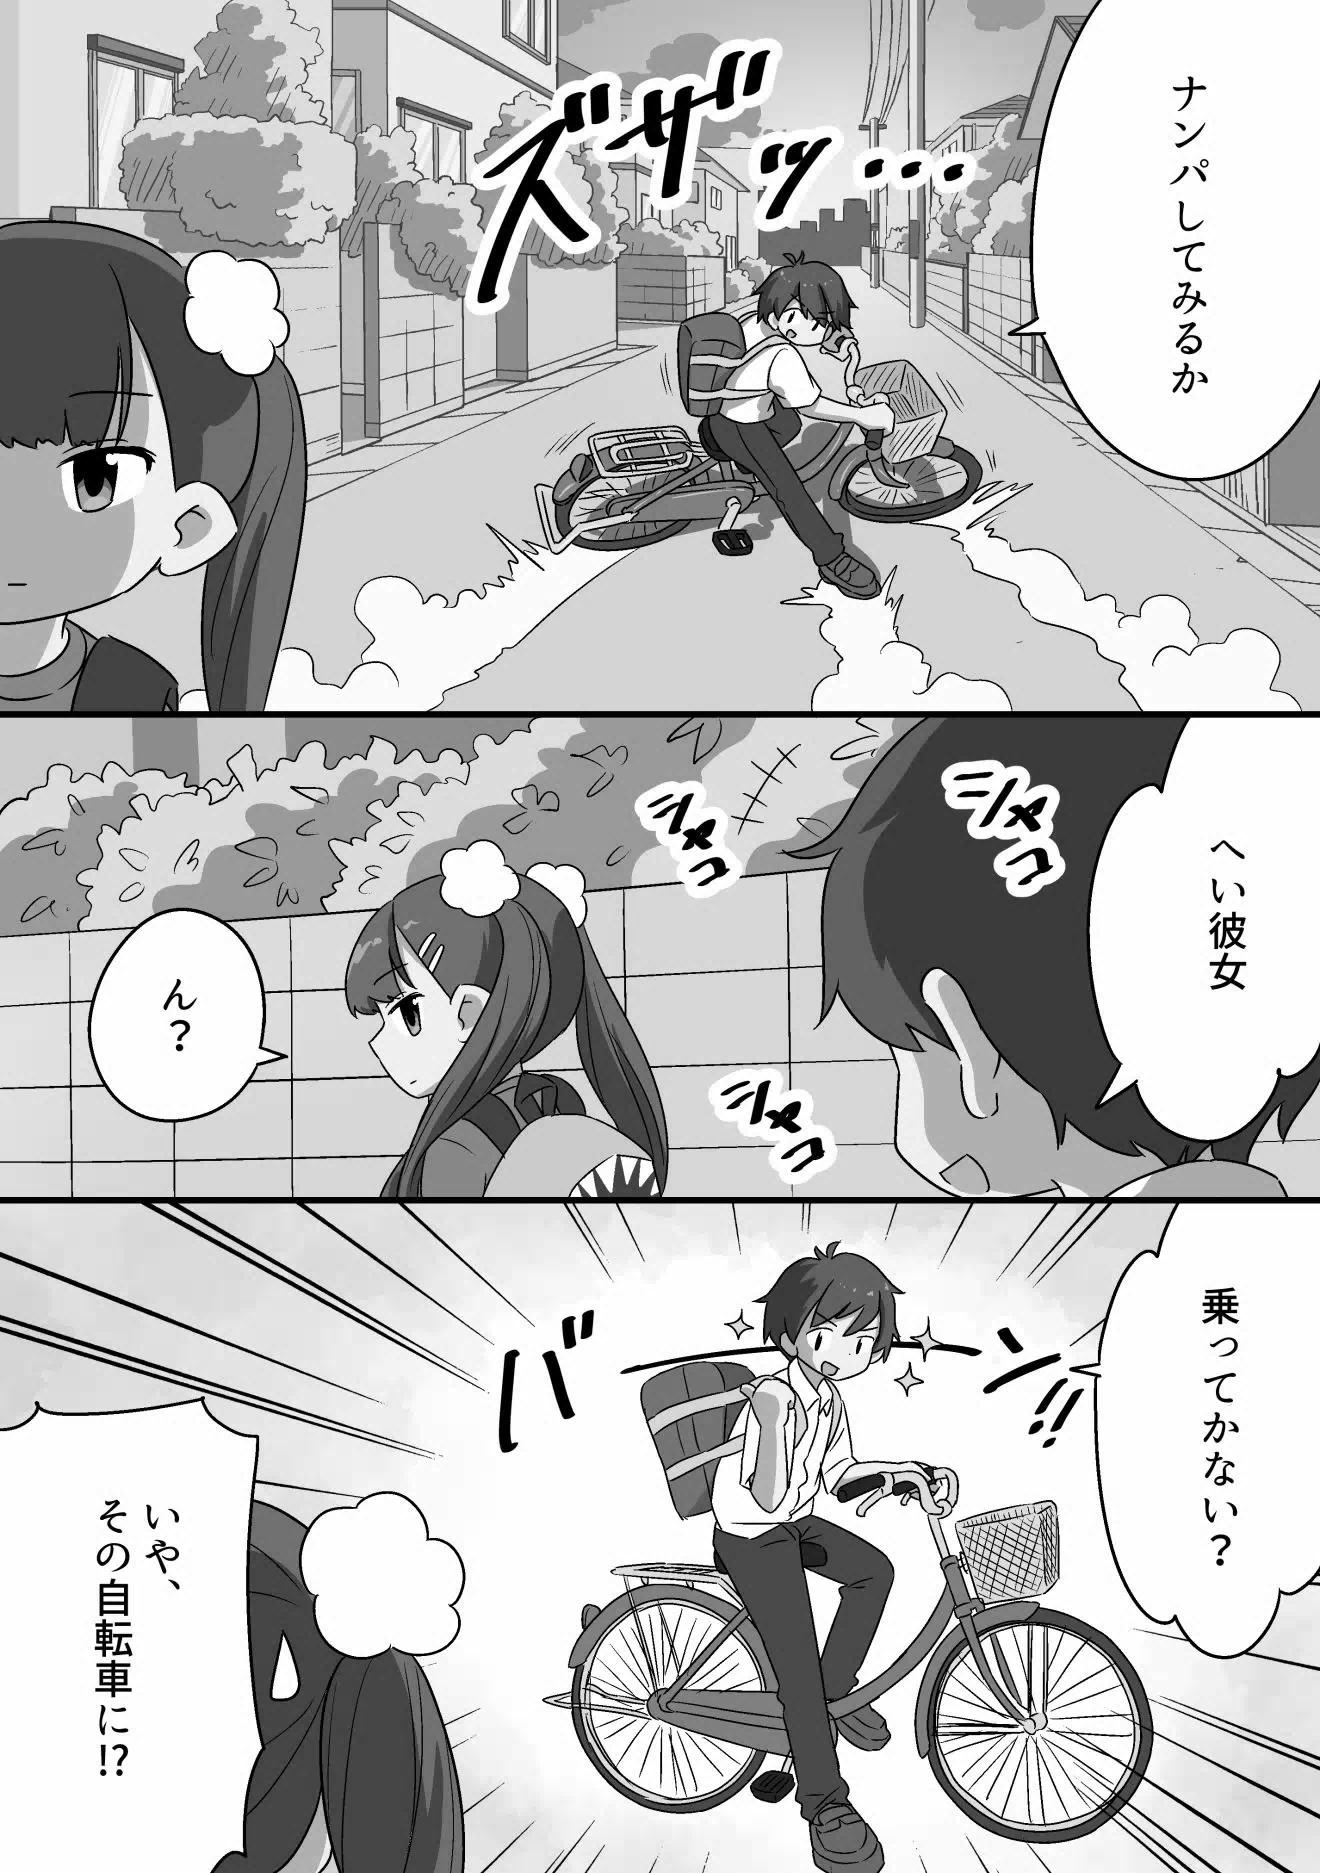 ナンパしてみるか
ズザザッ…
へい彼女
シャコ
シャコ
シャコ
ん?
乗ってかない?
バーン!!
いや、
その自転車に!?